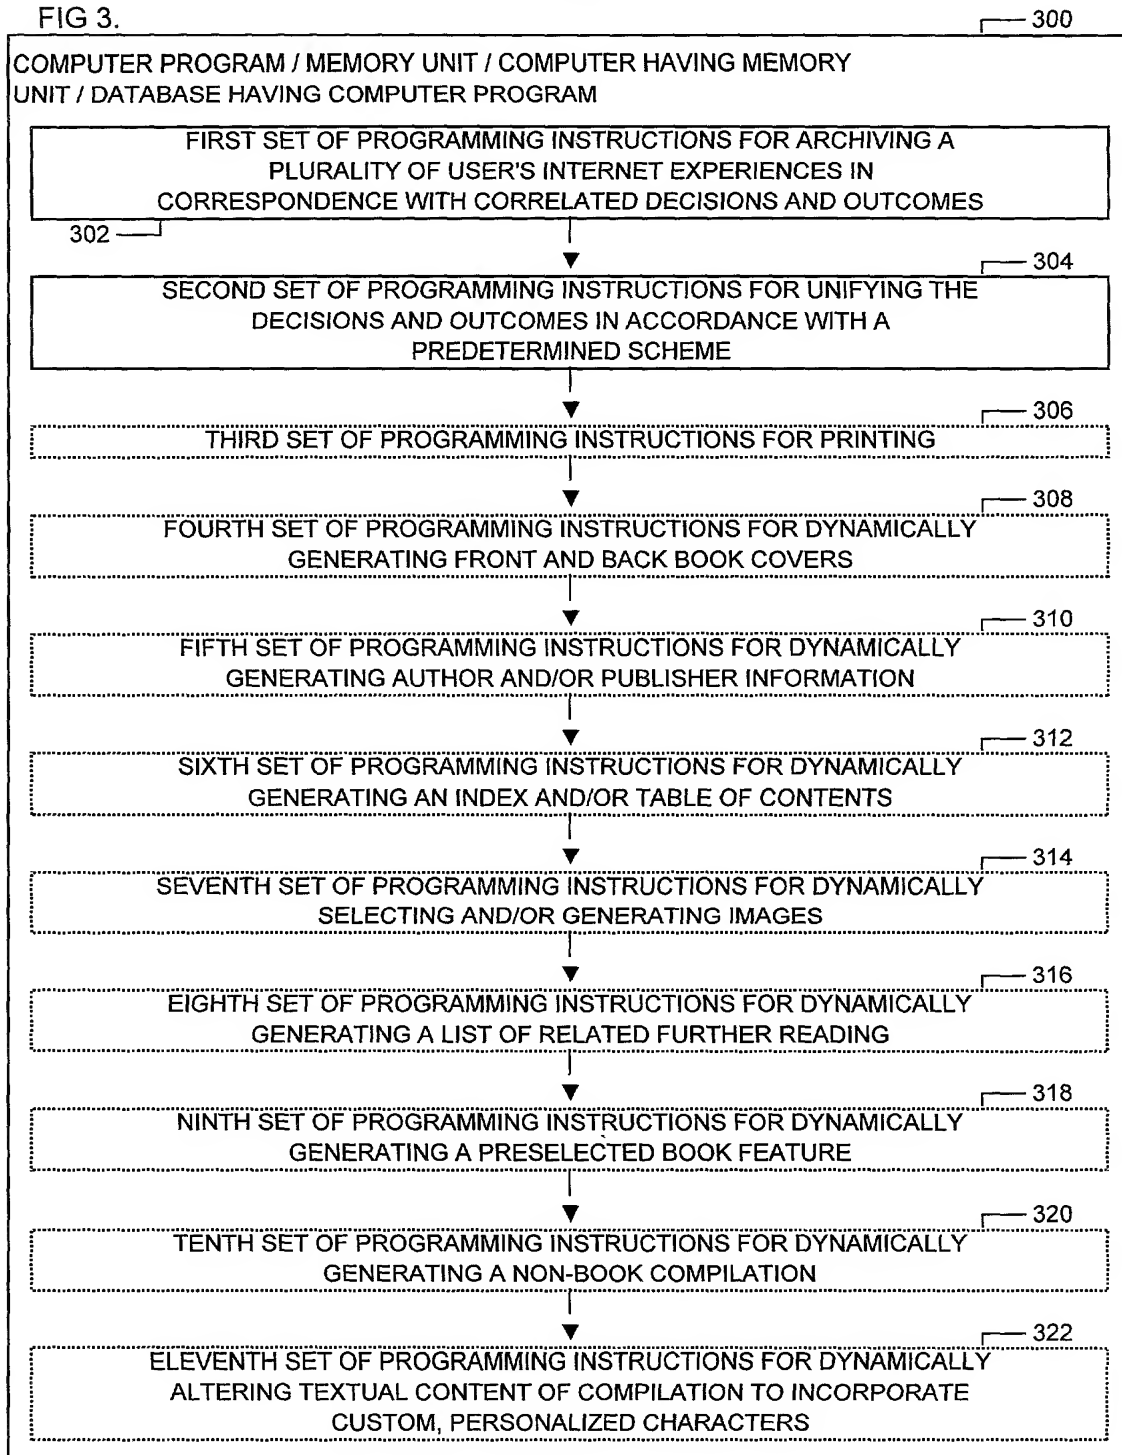 FIG 3.
300
COMPUTER PROGRAM / MEMORY UNIT / COMPUTER HAVING MEMORY
UNIT / DATABASE HAVING COMPUTER PROGRAM
FIRST SET OF PROGRAMMING INSTRUCTIONS FOR ARCHIVING A
PLURALITY OF USER'S INTERNET EXPERIENCES IN
CORRESPONDENCE WITH CORRELATED DECISIONS AND OUTCOMES
302
304
SECOND SET OF PROGRAMMING INSTRUCTIONS FOR UNIFYING THE
DECISIONS AND OUTCOMES IN ACCORDANCE WITH A
PREDETERMINED SCHEME
306
THIRD SET OF PROGRAMMING INSTRUCTIONS FOR PRINTING
308
FOURTH SET OF PROGRAMMING INSTRUCTIONS FOR DYNAMICALLY
GENERATING FRONT AND BACK BOOK COVERS
310
FIFTH SET OF PROGRAMMING INSTRUCTIONS FOR DYNAMICALLY
GENERATING AUTHOR AND/OR PUBLISHER INFORMATION
312
SIXTH SET OF PROGRAMMING INSTRUCTIONS FOR DYNAMICALLY
GENERATING AN INDEX AND/OR TABLE OF CONTENTS
314
SEVENTH SET OF PROGRAMMING INSTRUCTIONS FOR DYNAMICALLY
SELECTING AND/OR GENERATING IMAGES
316
EIGHTH SET OF PROGRAMMING INSTRUCTIONS FOR DYNAMICALLY
GENERATING A LIST OF RELATED FURTHER READING
318
NINTH SET OF PROGRAMMING INSTRUCTIONS FOR DYNAMICALLY
GENERATING A PRESELECTED BOOK FEATURE
320
TENTH SET OF PROGRAMMING INSTRUCTIONS FOR DYNAMICALLY
GENERATING A NON-BOOK COMPILATION
322
ELEVENTH SET OF PROGRAMMING INSTRUCTIONS FOR DYNAMICALLY
ALTERING TEXTUAL CONTENT OF COMPILATION TO INCORPORATE
CUSTOM, PERSONALIZED CHARACTERS